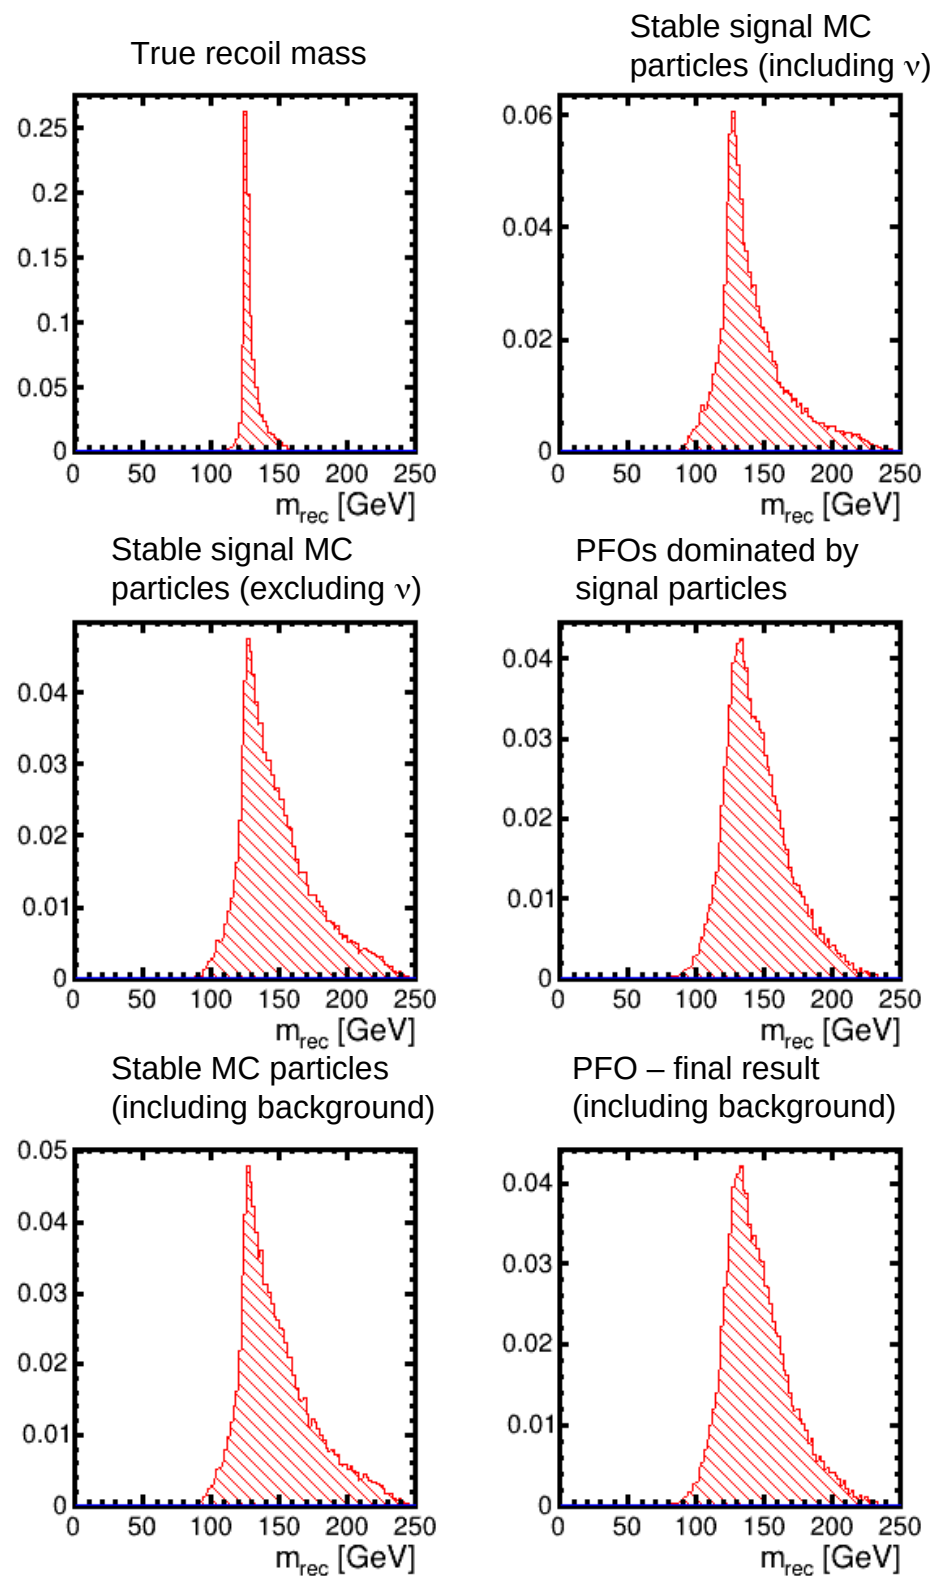 True recoil mass
0.25
0.2
0.15
0.1
0.05
0
0 50 100 150 200 250
m_rec [GeV]
Stable signal MC
particles (including ν)
0.06
0.04
0.02
0
0 50 100 150 200 250
m_rec [GeV]
Stable signal MC
particles (excluding ν)
0.04
0.03
0.02
0.01
0
0 50 100 150 200 250
m_rec [GeV]
PFOs dominated by
signal particles
0.04
0.03
0.02
0.01
0
0 50 100 150 200 250
m_rec [GeV]
Stable MC particles
(including background)
0.05
0.04
0.03
0.02
0.01
0
0 50 100 150 200 250
m_rec [GeV]
PFO – final result
(including background)
0.04
0.03
0.02
0.01
0
0 50 100 150 200 250
m_rec [GeV]